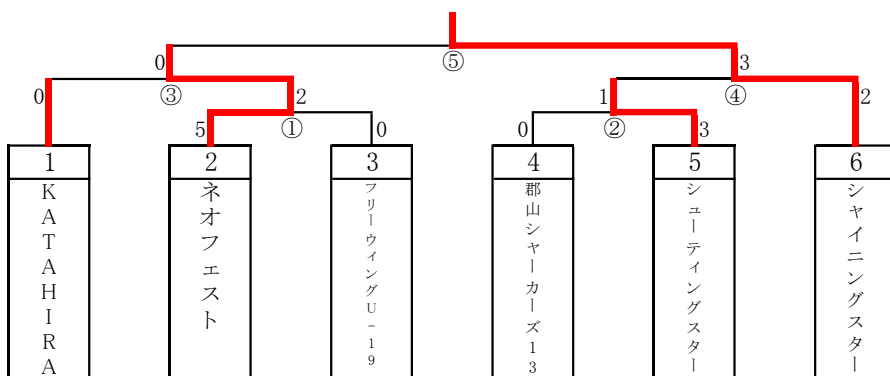 0 3
⑤
0 2 1 2
③ ④
5 0 0 3
① ②
1 2 3 4 5 6
KATAHIRA
ネオフェスト
フリーウィングU-19
郡山シャーカーズ13
シューティングスター
シャイニングスター